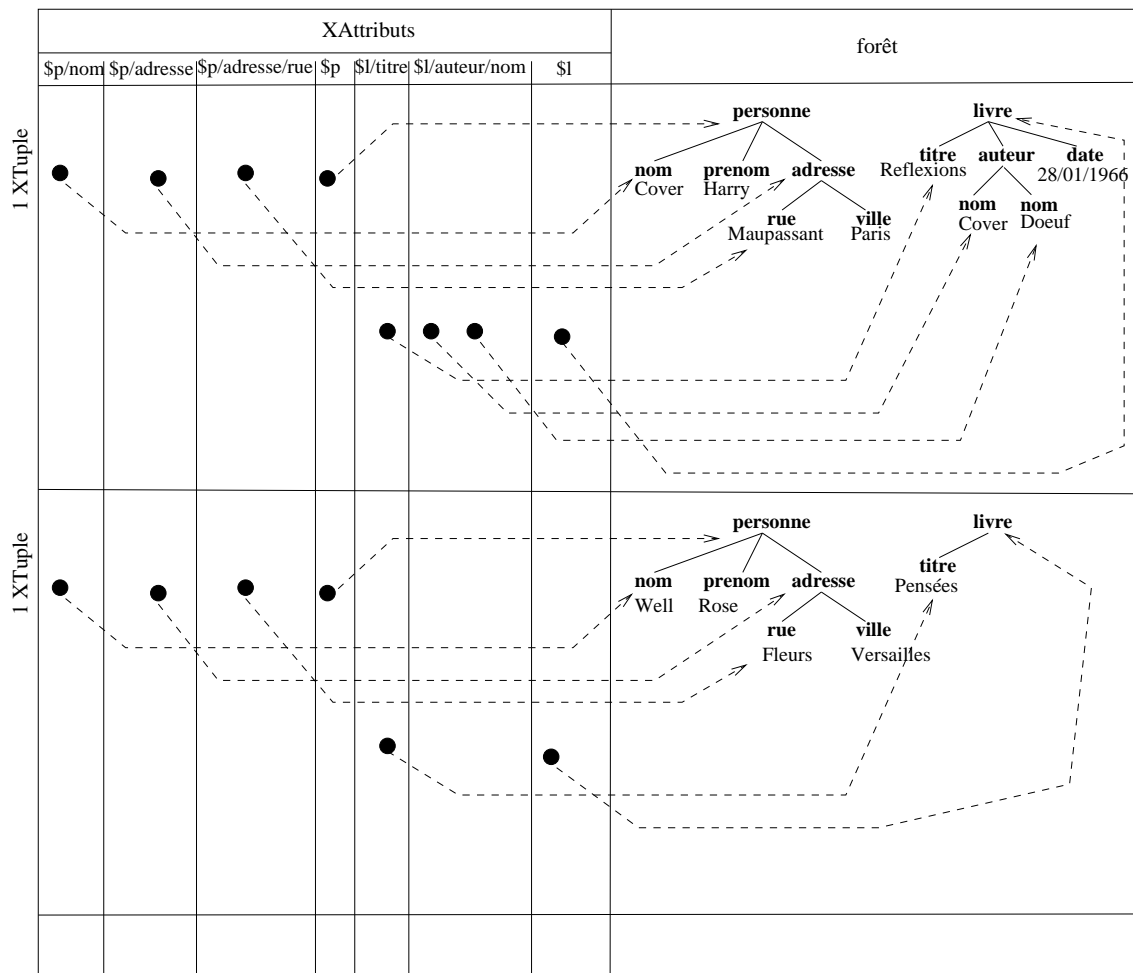 XAttributs
forêt
$p/nom $p/adresse $p/adresse/rue $p $l/titre $l/auteur/nom $l
1 XTuple
personne livre
nom prenom adresse titre auteur date
Cover Harry Reflexions 28/01/1966
rue ville nom nom
Maupassant Paris Cover Doeuf
1 XTuple
personne livre
nom prenom adresse titre
Well Rose Pensées
rue ville
Fleurs Versailles